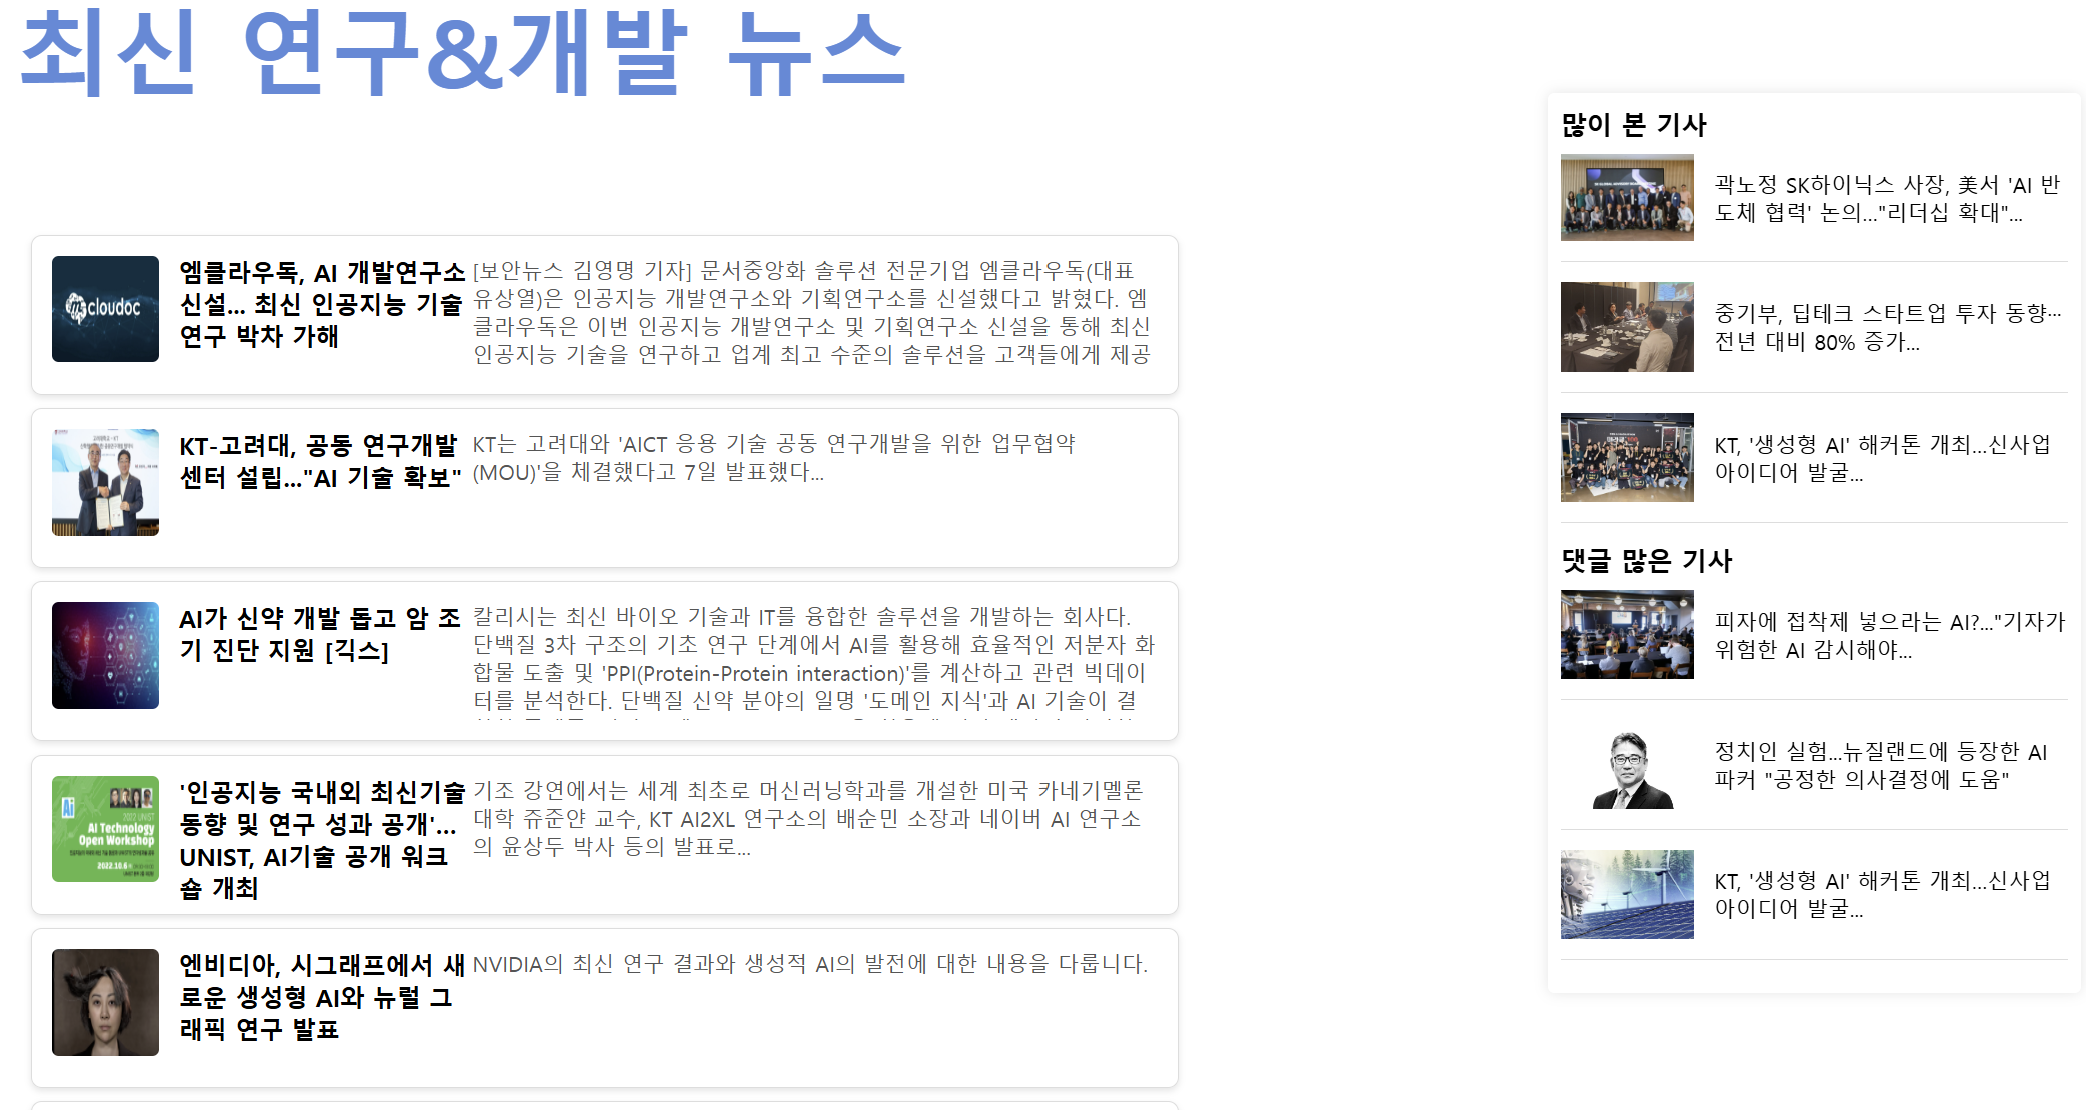 최신 연구&개발 뉴스
cloudoc
엠클라우독, AI 개발연구소
신설... 최신 인공지능 기술
연구 박차 가해
[보안뉴스 김영명 기자] 문서중앙화 솔루션 전문기업 엠클라우독(대표
유상열)은 인공지능 개발연구소와 기획연구소를 신설했다고 밝혔다. 엠
클라우독은 이번 인공지능 개발연구소 및 기획연구소 신설을 통해 최신
인공지능 기술을 연구하고 업계 최고 수준의 솔루션을 고객들에게 제공
KT-고려대, 공동 연구개발
센터 설립..."AI 기술 확보"
KT는 고려대와 'AICT 응용 기술 공동 연구개발을 위한 업무협약
(MOU)'을 체결했다고 7일 발표했다...
AI가 신약 개발 돕고 암 조
기 진단 지원 [긱스]
칼리시는 최신 바이오 기술과 IT를 융합한 솔루션을 개발하는 회사다.
단백질 3차 구조의 기초 연구 단계에서 AI를 활용해 효율적인 저분자 화
합물 도출 및 'PPI(Protein-Protein interaction)'를 계산하고 관련 빅데이
터를 분석한다. 단백질 신약 분야의 일명 '도메인 지식'과 AI 기술이 결
Ai
2022 UNIST
AI Technology
Open Workshop
2022.10.6
'인공지능 국내외 최신기술
동향 및 연구 성과 공개'…
UNIST, AI기술 공개 워크
숍 개최
기조 강연에서는 세계 최초로 머신러닝학과를 개설한 미국 카네기멜론
대학 쥬준얀 교수, KT AI2XL 연구소의 배순민 소장과 네이버 AI 연구소
의 윤상두 박사 등의 발표로...
엔비디아, 시그래프에서 새
로운 생성형 AI와 뉴럴 그
래픽 연구 발표
NVIDIA의 최신 연구 결과와 생성적 AI의 발전에 대한 내용을 다룹니다.
많이 본 기사
곽노정 SK하이닉스 사장, 美서 'AI 반
도체 협력' 논의…"리더십 확대"...
중기부, 딥테크 스타트업 투자 동향…
전년 대비 80% 증가...
KT, '생성형 AI' 해커톤 개최…신사업
아이디어 발굴...
댓글 많은 기사
피자에 접착제 넣으라는 AI?…"기자가
위험한 AI 감시해야...
정치인 실험…뉴질랜드에 등장한 AI
파커 "공정한 의사결정에 도움"
KT, '생성형 AI' 해커톤 개최…신사업
아이디어 발굴...